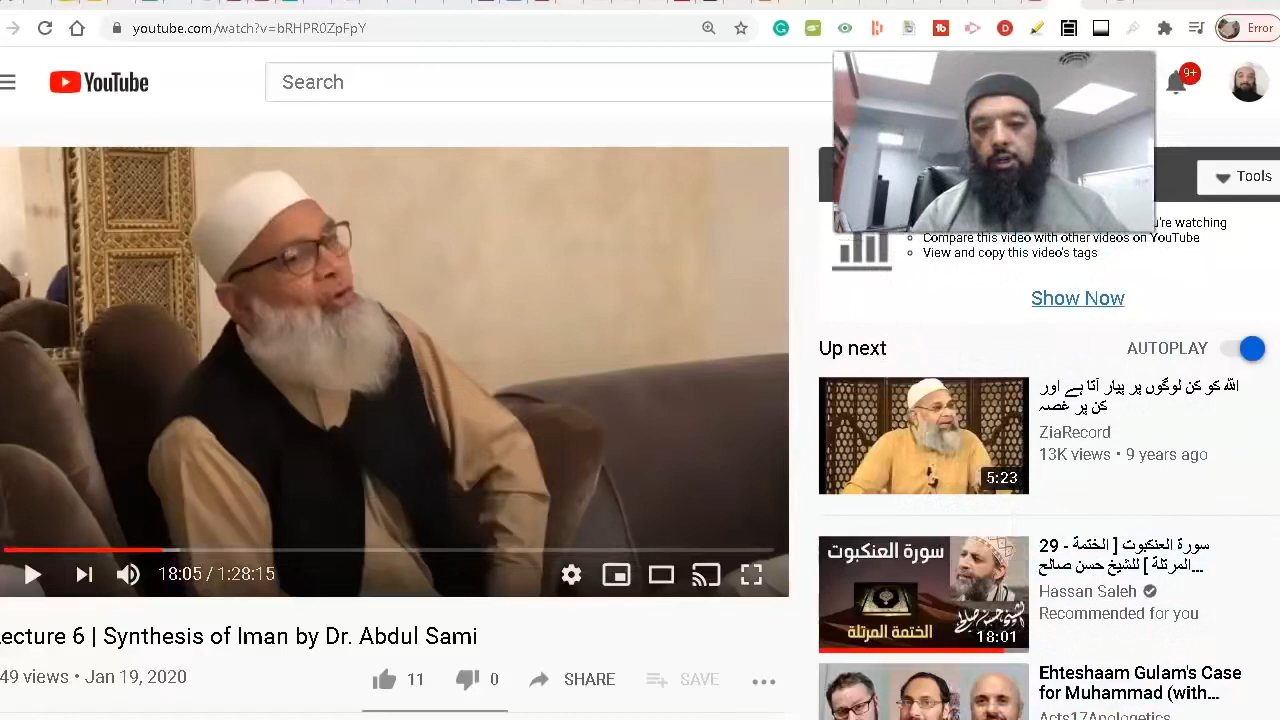 youtube.com/watch?v=bRHPR0ZpFpY
Error
YouTube
Search
9+
Tools
're watching
Compare this video with other videos on YouTube
View and copy this video's tags
Show Now
Up next
AUTOPLAY
الله کو کن لوگوں پر پیار آتا ہے اور
کن پر غصہ
ZiaRecord
13K views • 9 years ago
5:23
سورة العنكبوت
الختمة المرتلة
18:01
سورة العنكبوت [ الختمة - 29
المرتلة ] للشيخ حسن صالح...
Hassan Saleh
Recommended for you
18:05 / 1:28:15
ecture 6 | Synthesis of Iman by Dr. Abdul Sami
49 views • Jan 19, 2020
11
0
SHARE
SAVE
Ehteshaam Gulam's Case
for Muhammad (with...
Acts17Apologetics